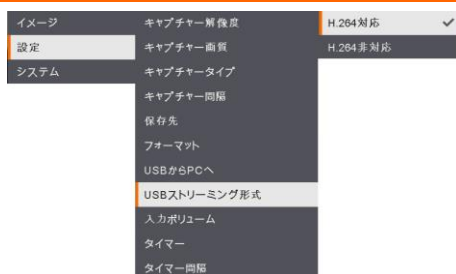 イメージ
設定
システム
キャプチャー解像度
キャプチャー画質
キャプチャータイプ
キャプチャー間隔
保存先
フォーマット
USBからPCへ
USBストリーミング形式
入力ボリューム
タイマー
タイマー間隔
H.264対応
H.264非対応